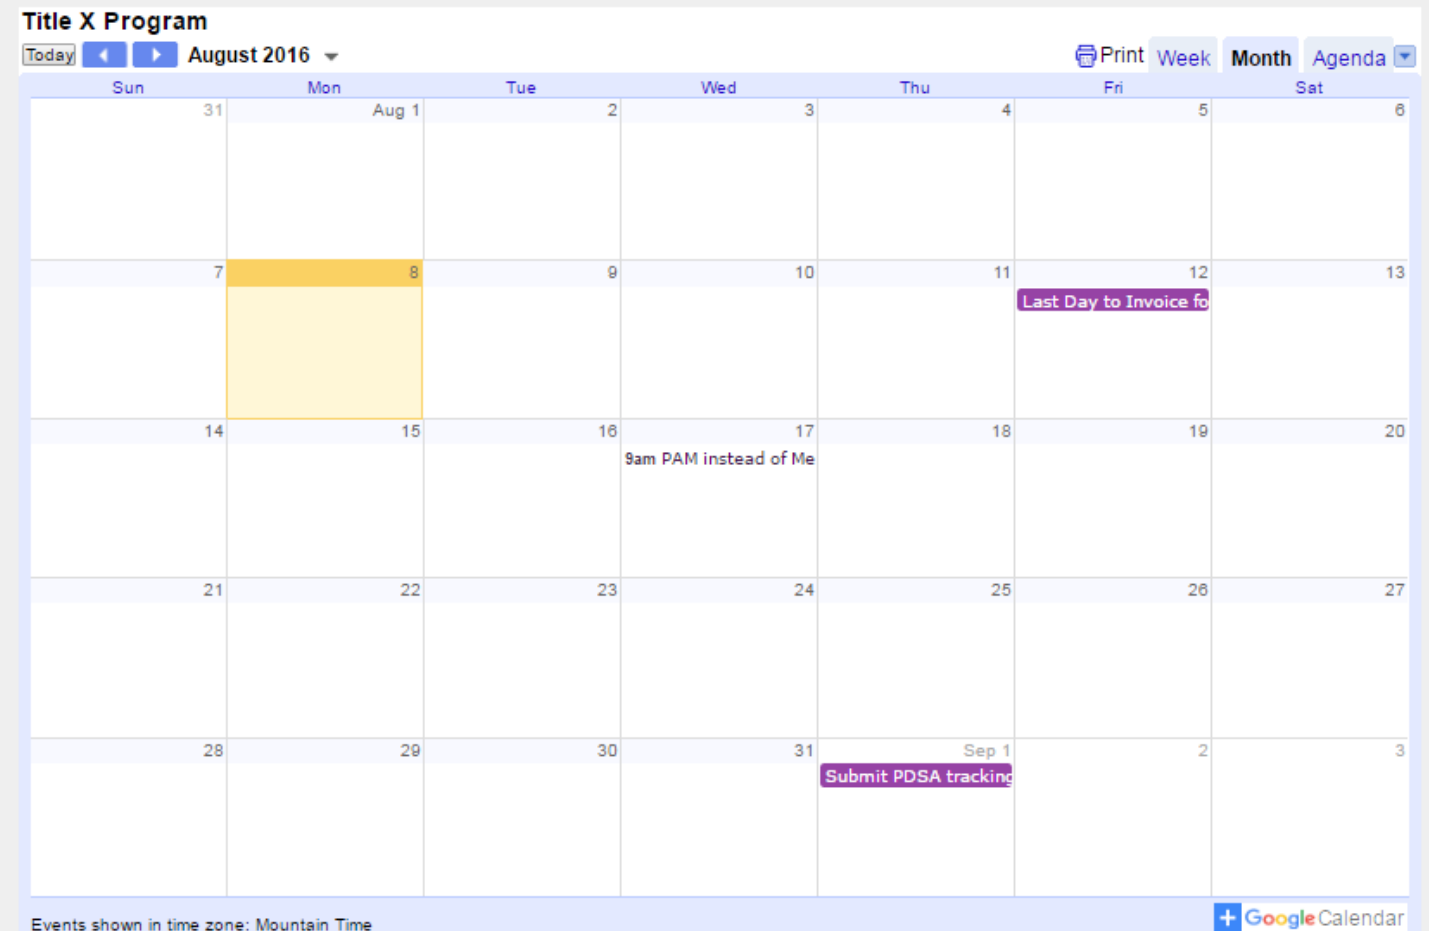 Title X Program
Today August 2016 Print Week Month Agenda
Sun Mon Tue Wed Thu Fri Sat
31 Aug 1 2 3 4 5 6
7 8 9 10 11 12 13
Last Day to Invoice fo
14 15 16 17 18 19 20
9am PAM instead of Me
21 22 23 24 25 26 27
28 29 30 31 Sep 1 2 3
Submit PDSA tracking
Events shown in time zone: Mountain Time
+ Google Calendar